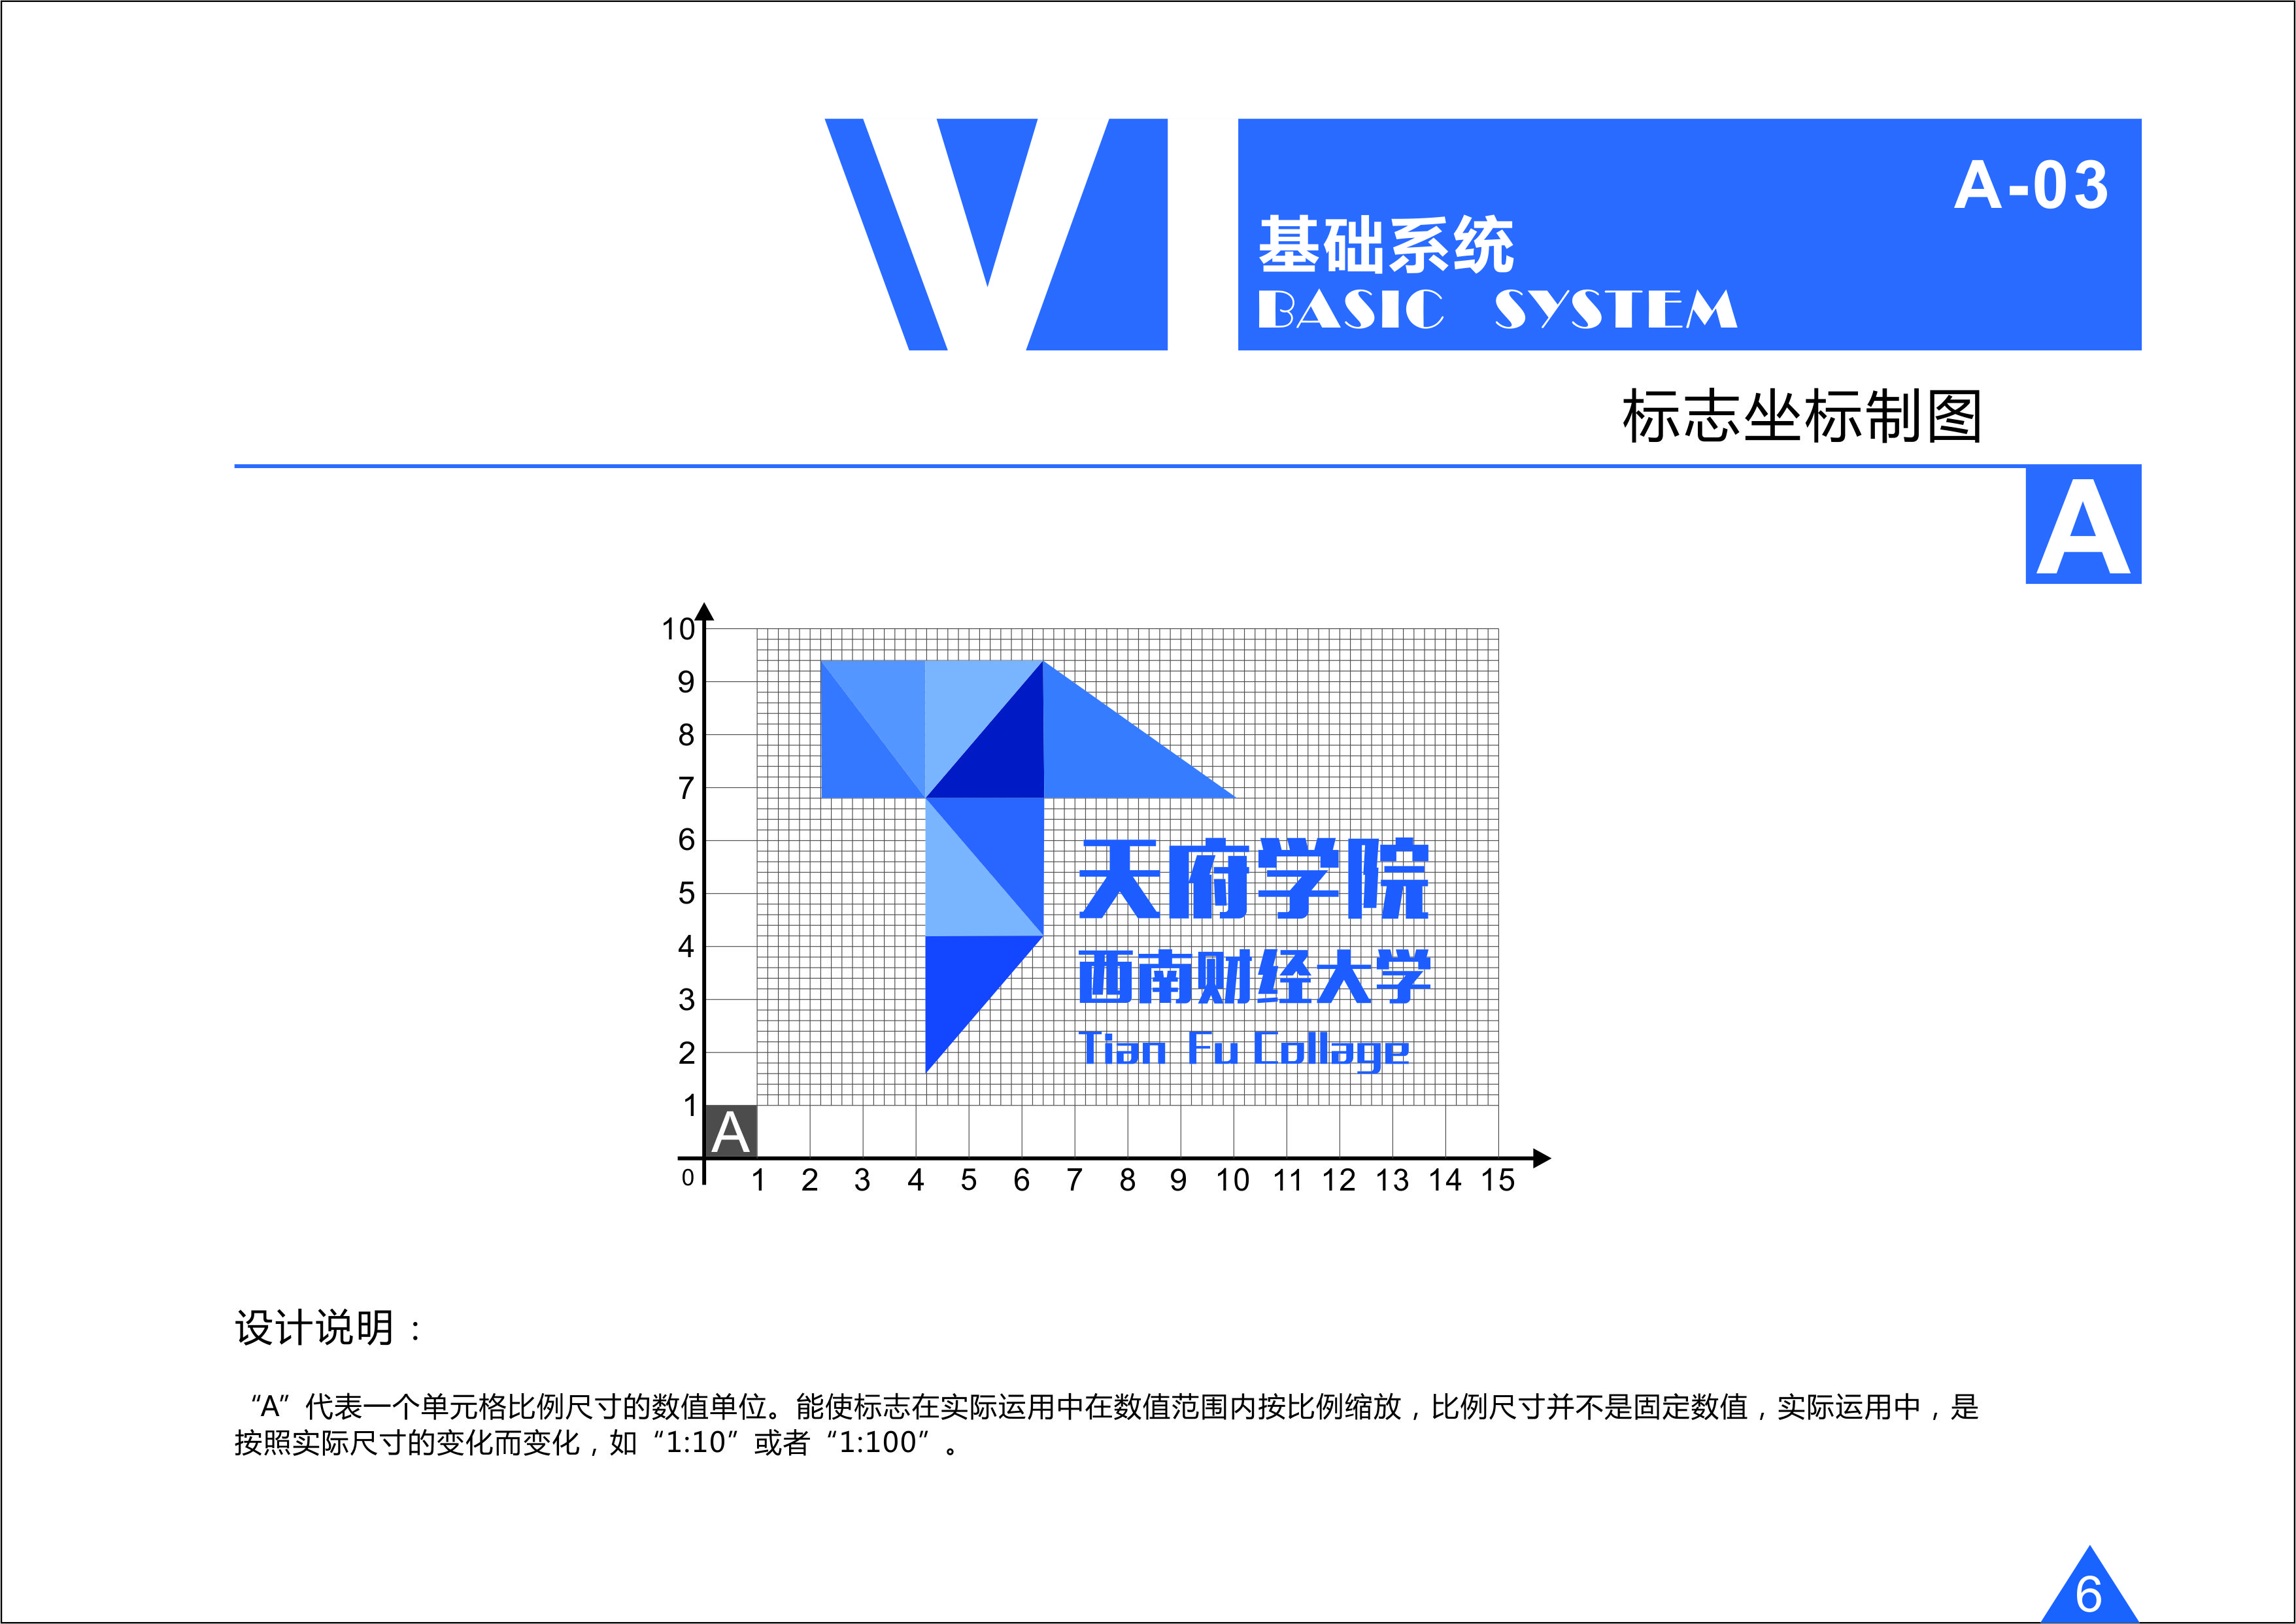 VI
A-03
基础系统
BASIC SYSTEM
标志坐标制图
A
10
9
8
7
6
5
4
3
2
1
天府学院
西南财经大学
Tian Fu Collage
A
0 1 2 3 4 5 6 7 8 9 10 11 12 13 14 15
设计说明：
“A”代表一个单元格比例尺寸的数值单位。能使标志在实际运用中在数值范围内按比例缩放，比例尺寸并不是固定数值，实际运用中，是
按照实际尺寸的变化而变化，如“1:10”或者“1:100”。
6